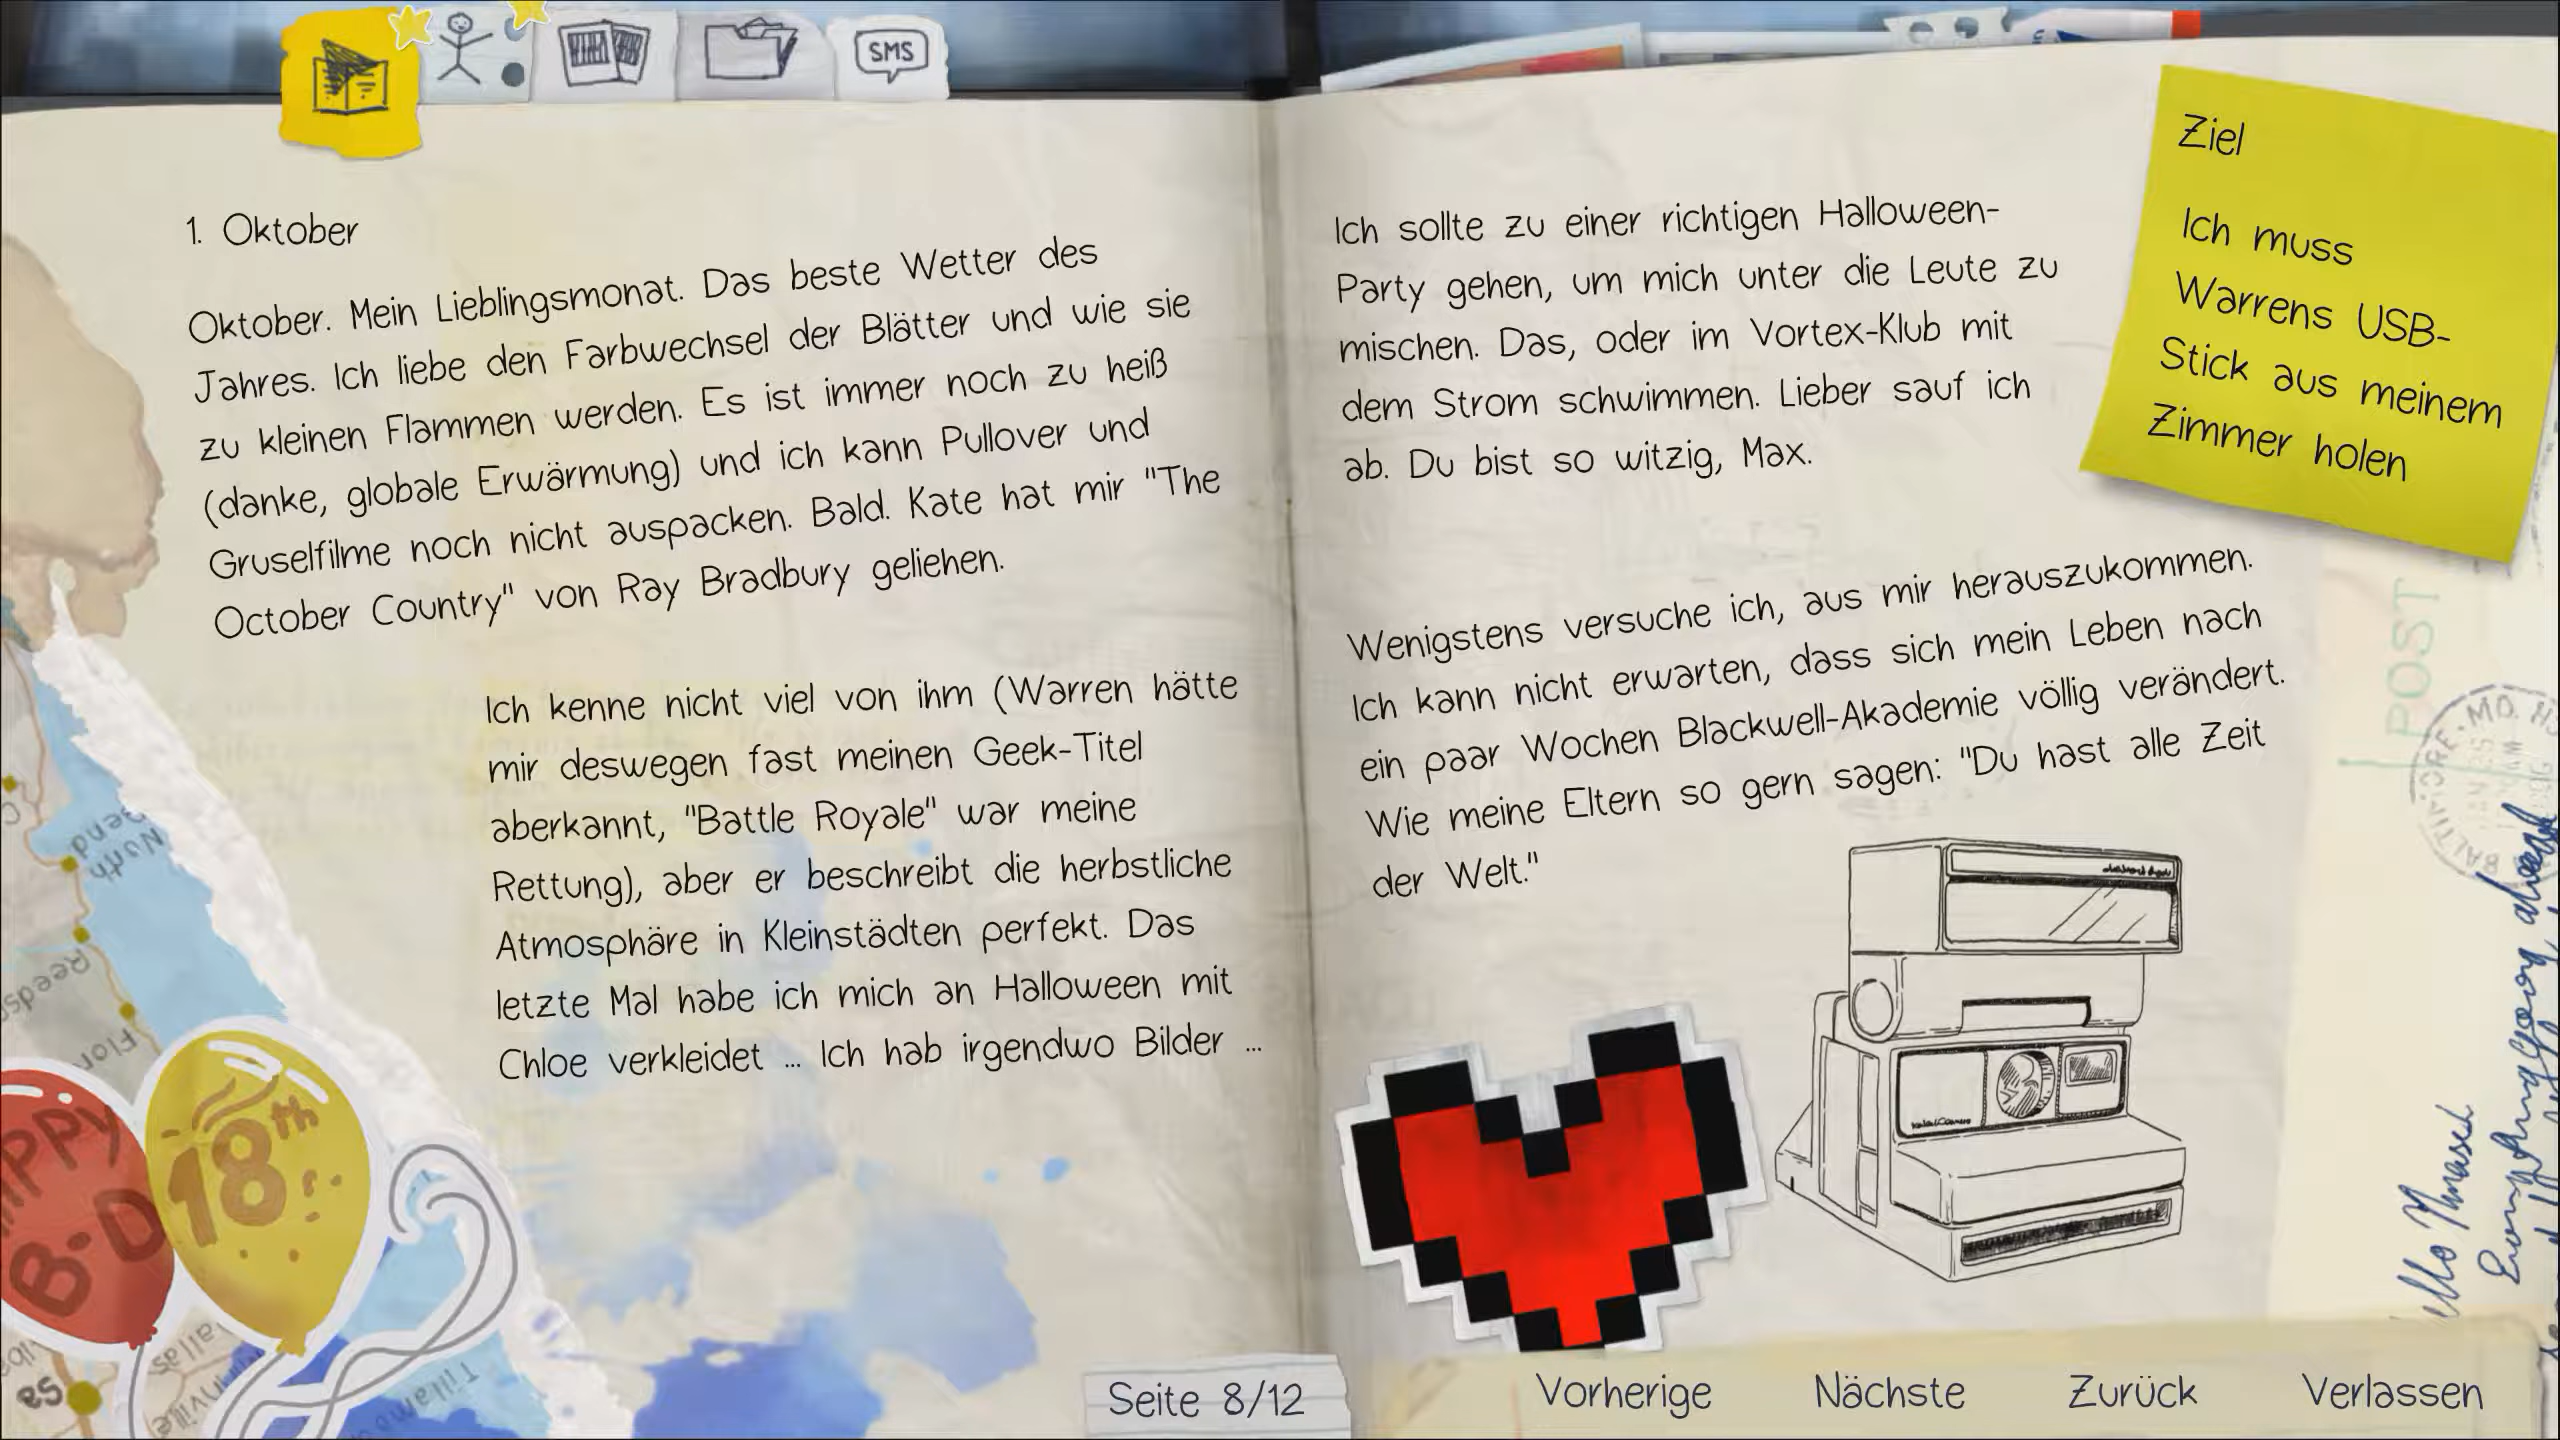 SMS
1. Oktober
Oktober. Mein Lieblingsmonat. Das beste Wetter des
Jahres. Ich liebe den Farbwechsel der Blätter und wie sie
zu kleinen Flammen werden. Es ist immer noch zu heiß
(danke, globale Erwärmung) und ich kann Pullover und
Gruselfilme noch nicht auspacken. Bald. Kate hat mir "The
October Country" von Ray Bradbury geliehen.
Ich kenne nicht viel von ihm (Warren hätte
mir deswegen fast meinen Geek-Titel
aberkannt, "Battle Royale" war meine
Rettung), aber er beschreibt die herbstliche
Atmosphäre in Kleinstädten perfekt. Das
letzte Mal habe ich mich an Halloween mit
Chloe verkleidet ... Ich hab irgendwo Bilder ...
North
Bend
HAPPY
B-D
18th
Ich sollte zu einer richtigen Halloween-
Party gehen, um mich unter die Leute zu
mischen. Das, oder im Vortex-Klub mit
dem Strom schwimmen. Lieber sauf ich
ab. Du bist so witzig, Max.
Wenigstens versuche ich, aus mir herauszukommen.
Ich kann nicht erwarten, dass sich mein Leben nach
ein paar Wochen Blackwell-Akademie völlig verändert.
Wie meine Eltern so gern sagen: "Du hast alle Zeit
der Welt."
Ziel
Ich muss
Warrens USB-
Stick aus meinem
Zimmer holen
POST
BALTIMORE, MD.
Seite 8/12
Vorherige
Nächste
Zurück
Verlassen